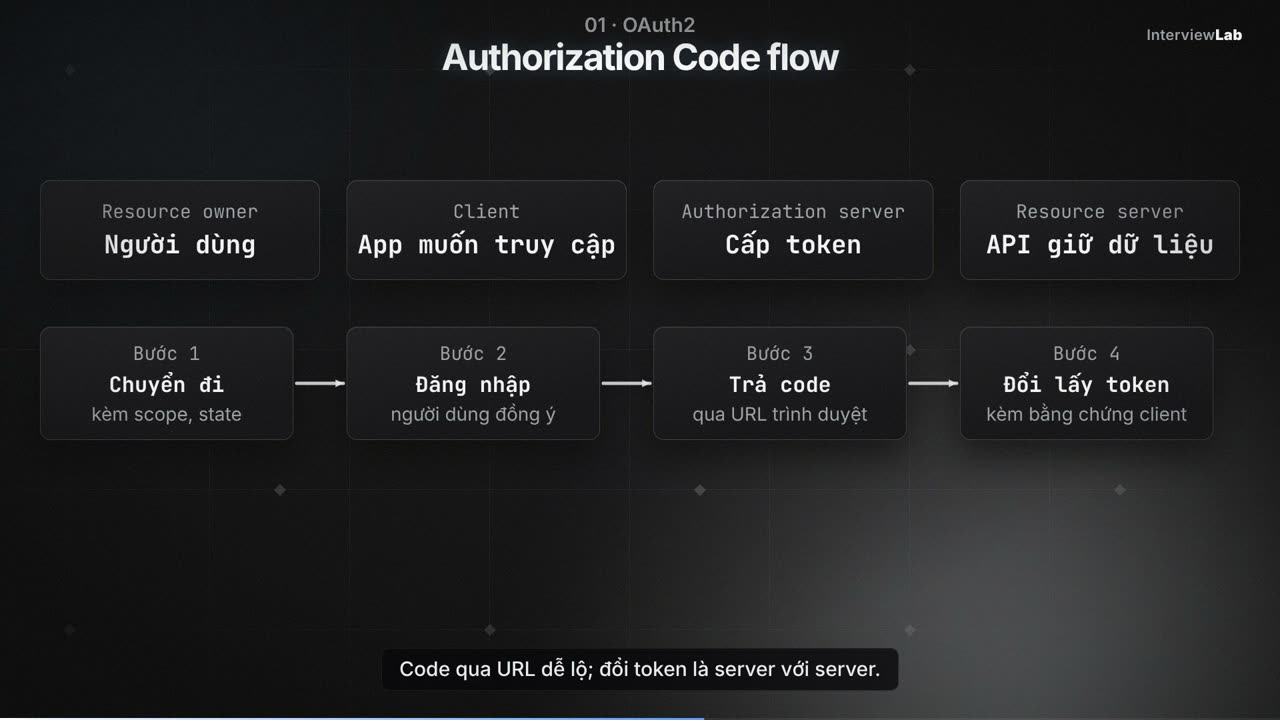 01 · OAuth2
InterviewLab
Authorization Code flow
Resource owner
Người dùng
Client
App muốn truy cập
Authorization server
Cấp token
Resource server
API giữ dữ liệu
Bước 1
Chuyển đi
kèm scope, state
Bước 2
Đăng nhập
người dùng đồng ý
Bước 3
Trả code
qua URL trình duyệt
Bước 4
Đổi lấy token
kèm bằng chứng client
Code qua URL dễ lộ; đổi token là server với server.